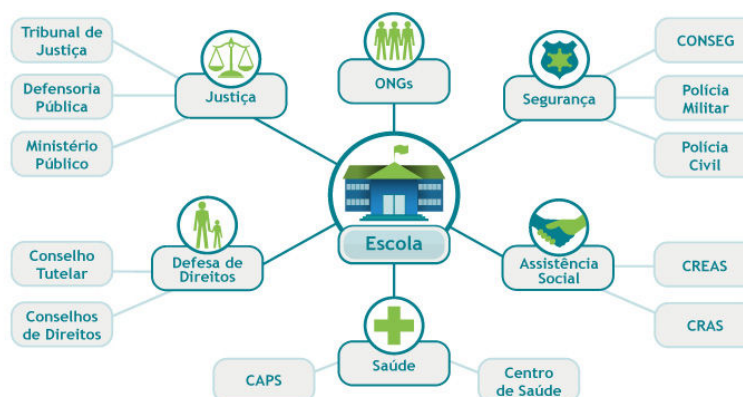 Tribunal de
Justiça
Defensoria
Pública
Ministério
Público
Justiça
ONGs
Segurança
CONSEG
Polícia
Militar
Polícia
Civil
Escola
Conselho
Tutelar
Conselhos
de Direitos
Defesa de
Direitos
Assistência
Social
CREAS
CRAS
Saúde
CAPS
Centro
de Saúde